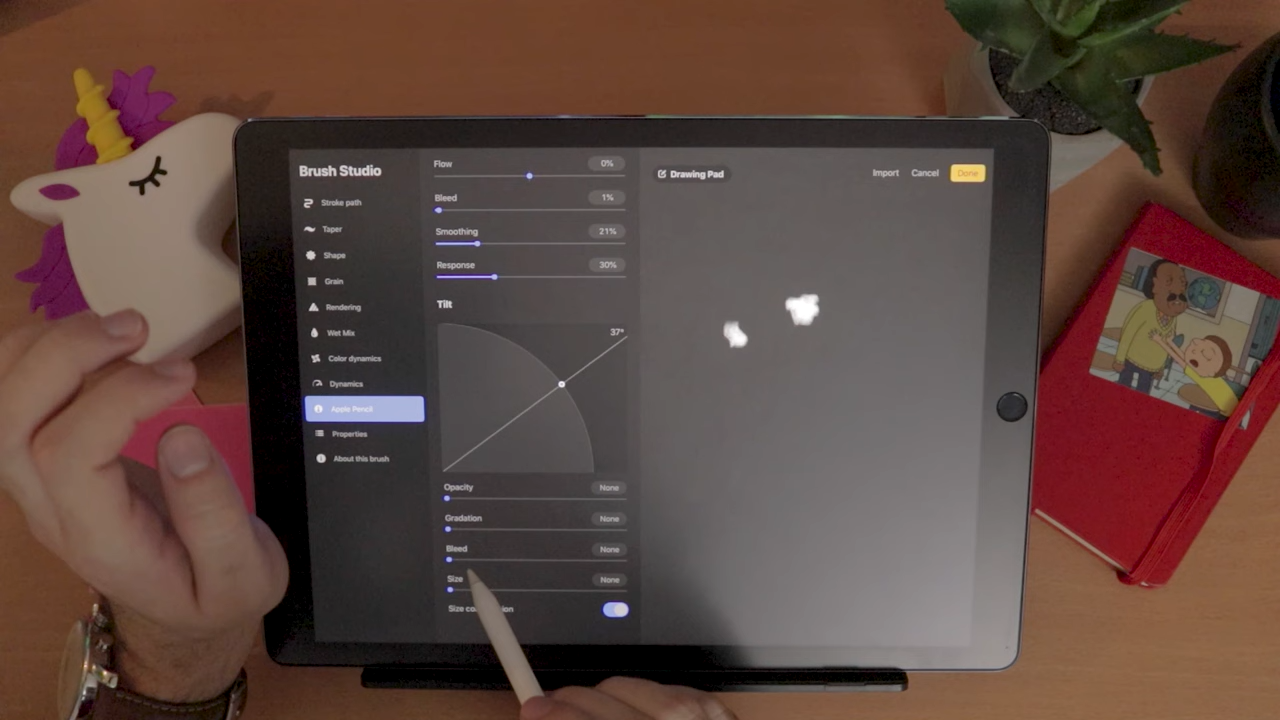 Brush Studio
Stroke path
Taper
Shape
Grain
Rendering
Wet Mix
Color dynamics
Dynamics
Apple Pencil
Properties
About this brush
Flow 0%
Bleed 1%
Smoothing 21%
Response 30%
Tilt
37°
Opacity None
Gradation None
Bleed None
Size None
Size
Drawing Pad
Import Cancel Done